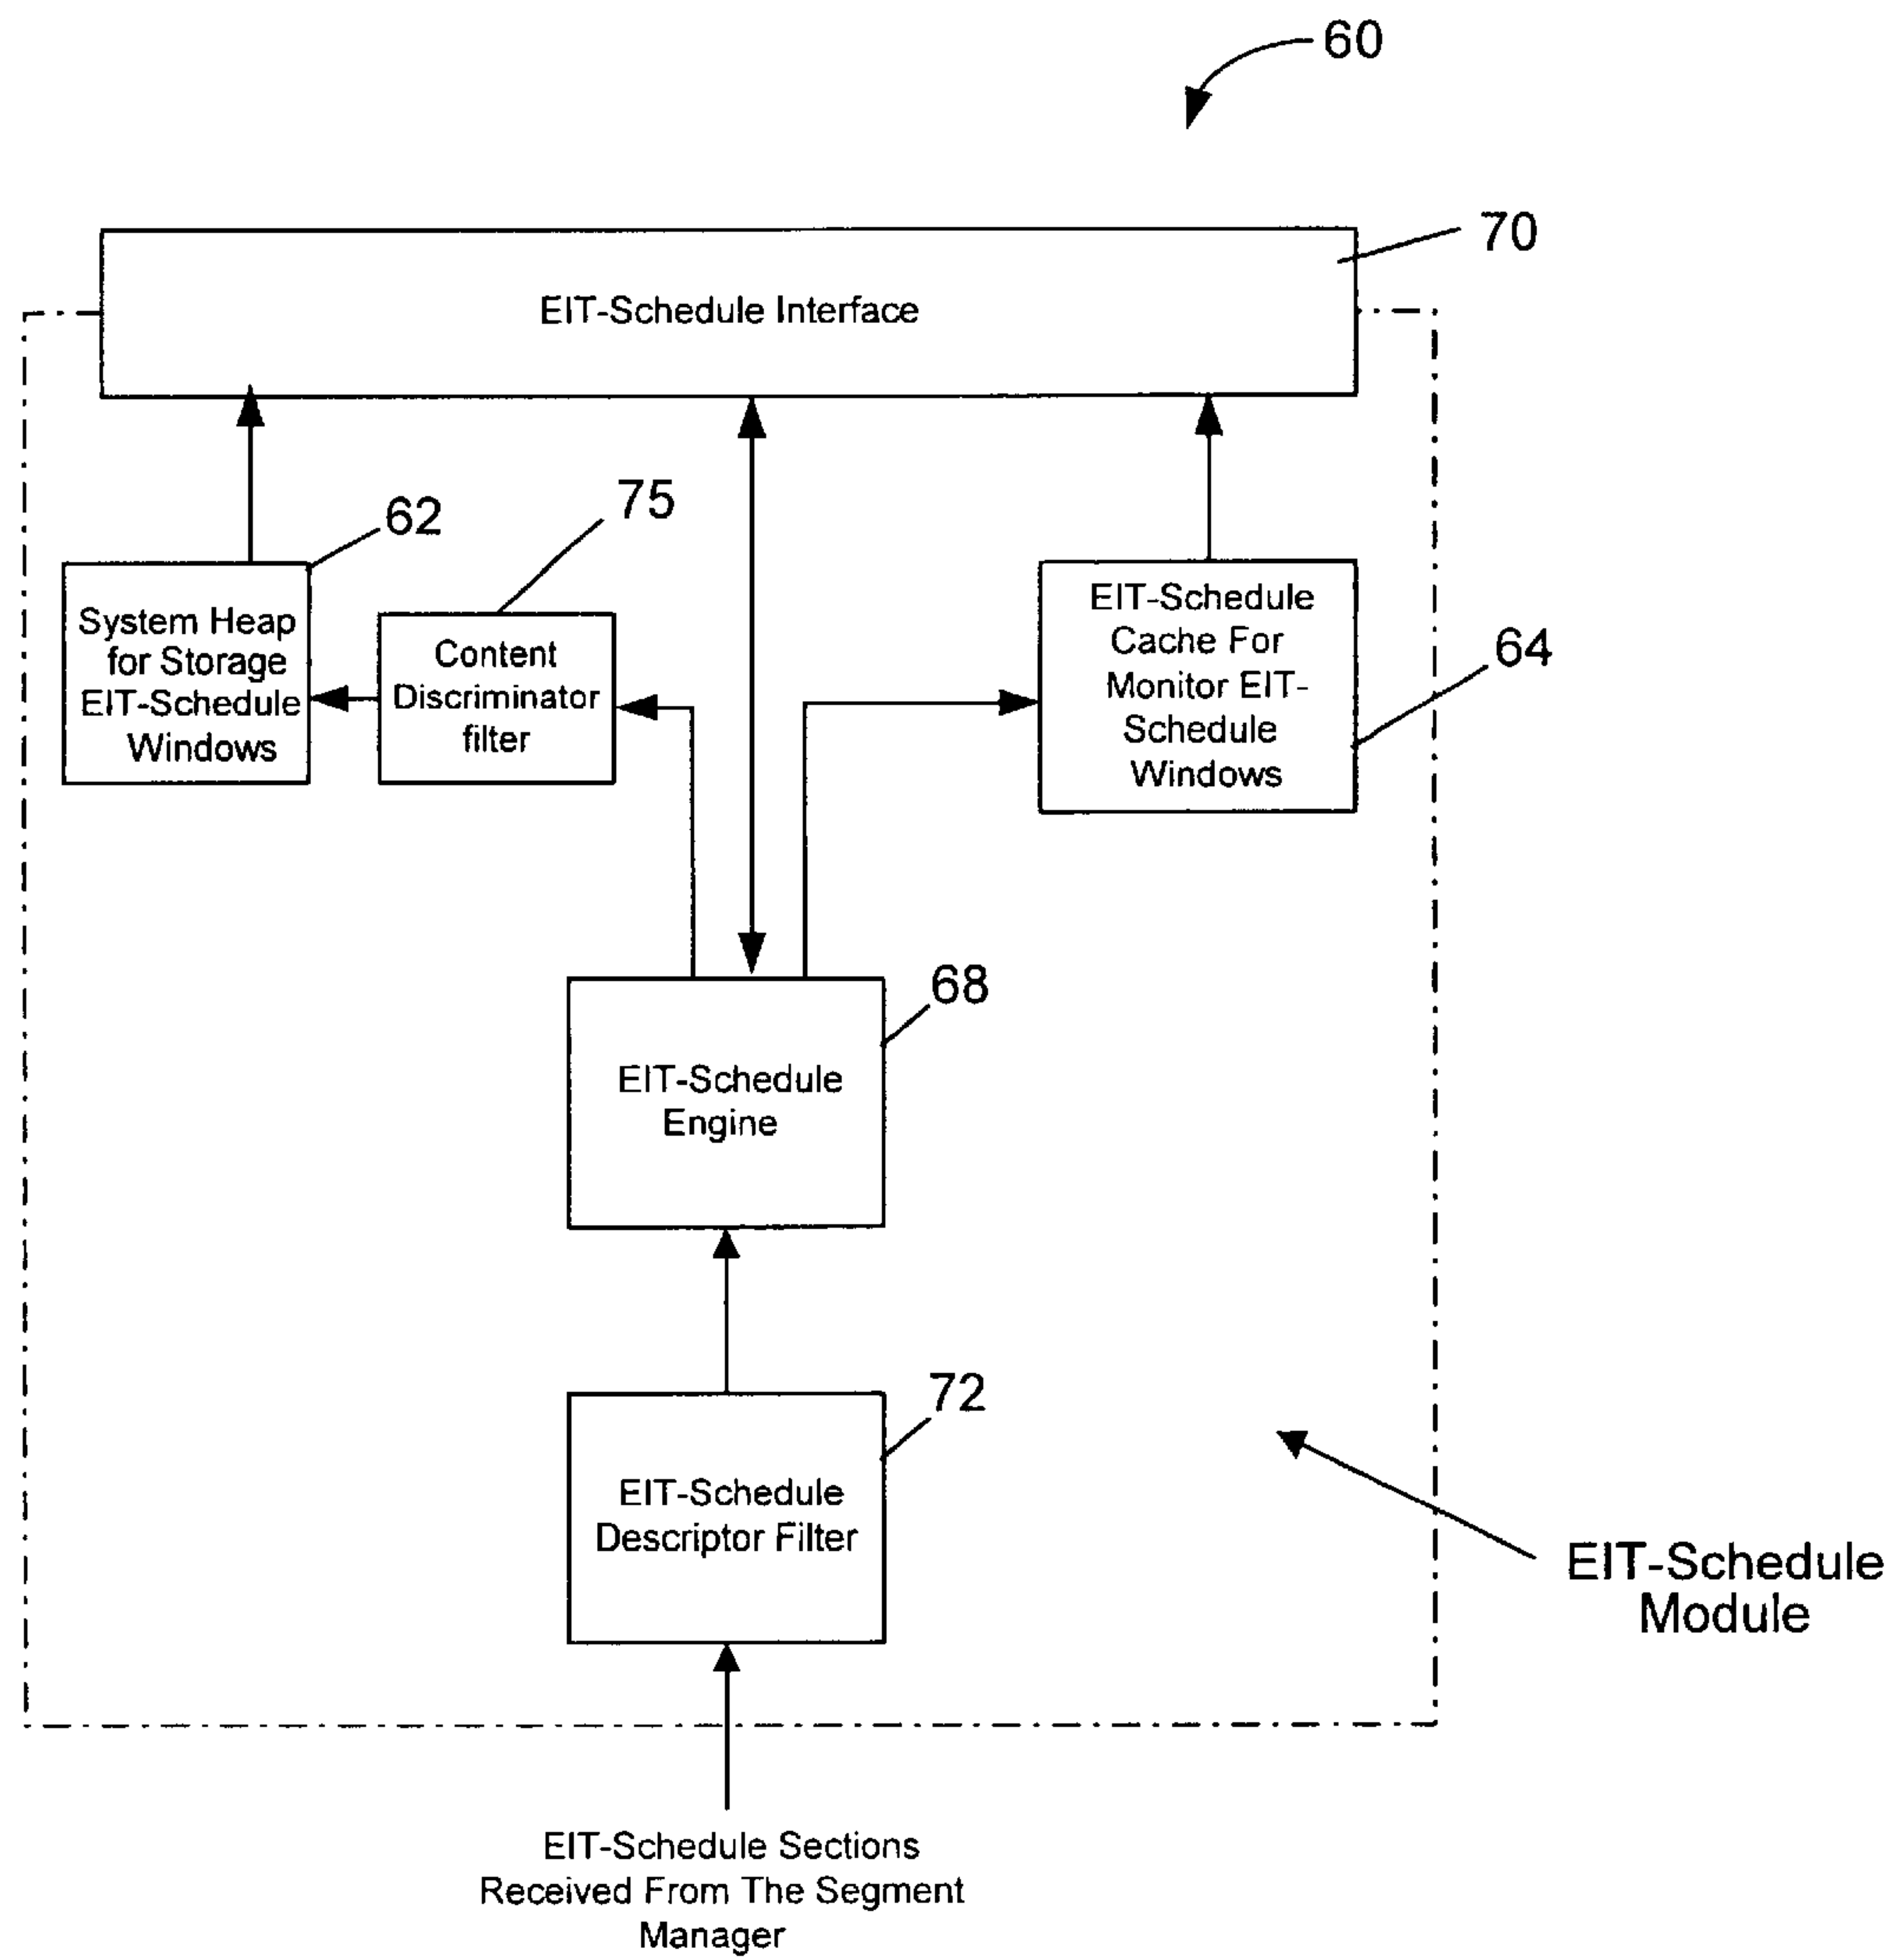 60
70
EIT-Schedule Interface
62
75
System Heap
for Storage
EIT-Schedule
Windows
Content
Discriminator
filter
EIT-Schedule
Cache For
Monitor EIT-
Schedule
Windows
64
68
EIT-Schedule
Engine
72
EIT-Schedule
Descriptor Filter
EIT-Schedule
Module
EIT-Schedule Sections
Received From The Segment
Manager